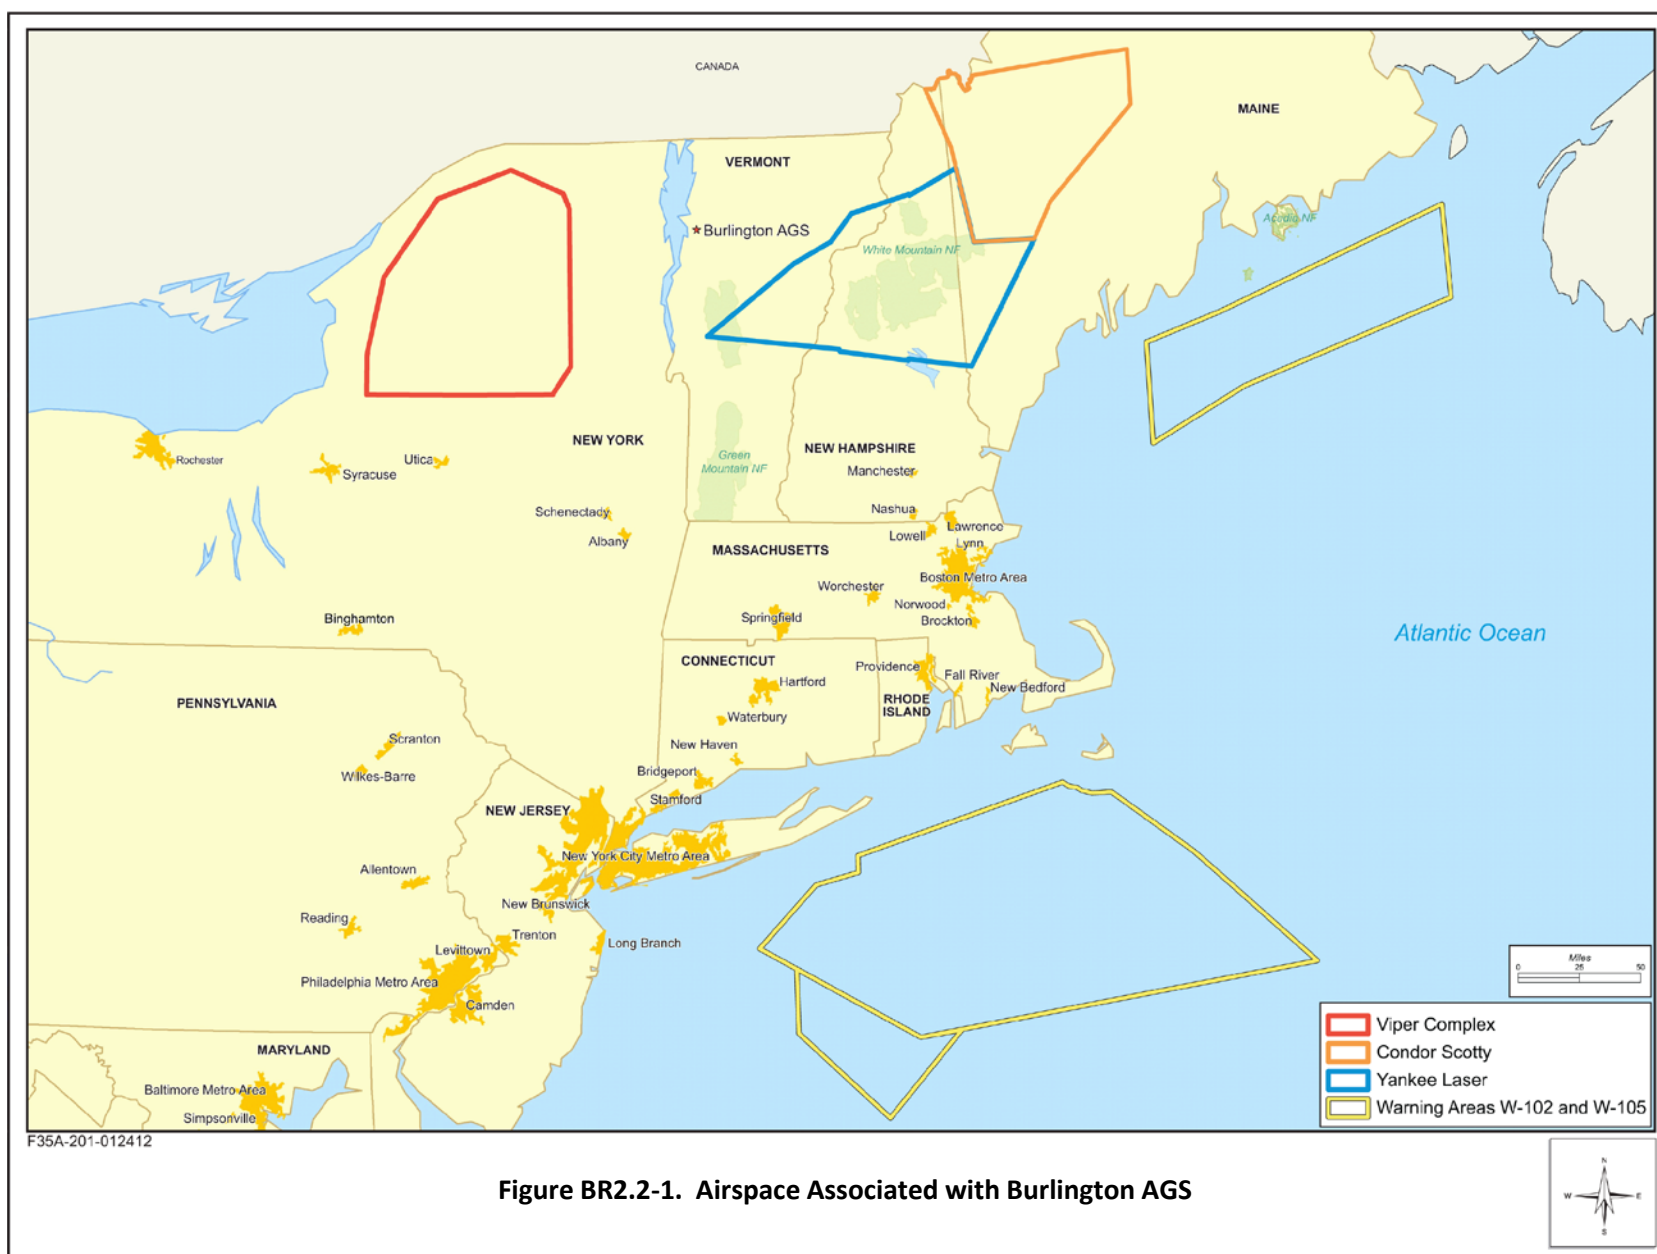 CANADA
MAINE
VERMONT
Burlington AGS
Acadia NF
White Mountain NF
NEW YORK
NEW HAMPSHIRE
Green
Mountain NF
Rochester
Syracuse
Utica
Manchester
Schenectady
Nashua
Albany
Lawrence
Lowell
Lynn
MASSACHUSETTS
Boston Metro Area
Worchester
Norwood
Springfield
Brockton
Binghamton
Atlantic Ocean
CONNECTICUT
Providence
Hartford
Fall River
New Bedford
RHODE
ISLAND
PENNSYLVANIA
Waterbury
Scranton
New Haven
Wilkes-Barre
Bridgeport
Stamford
NEW JERSEY
New York City Metro Area
Allentown
New Brunswick
Reading
Trenton
Long Branch
Levittown
Philadelphia Metro Area
Camden
Miles
0 25 50
MARYLAND
Baltimore Metro Area
Simpsonville
Viper Complex
Condor Scotty
Yankee Laser
Warning Areas W-102 and W-105
F35A-201-012412
Figure BR2.2-1. Airspace Associated with Burlington AGS
N
W E
S